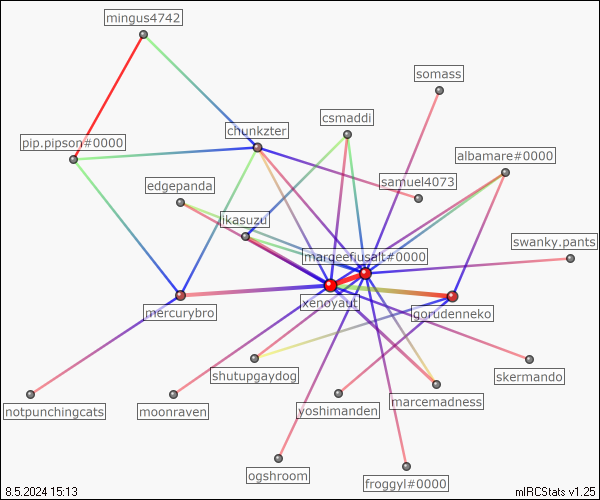 mingus4742
somass
csmaddi
chunkzter
pip.pipson#0000
albamare#0000
samuel4073
edgepanda
ikasuzu
swanky.pants
margeefiusalt#0000
xenoyaut
mercurybro
gorudenneko
shutupgaydog
skermando
marcemadness
notpunchingcats
moonraven
yoshimanden
ogshroom
froggyl#0000
8.5.2024 15:13
mIRCStats v1.25